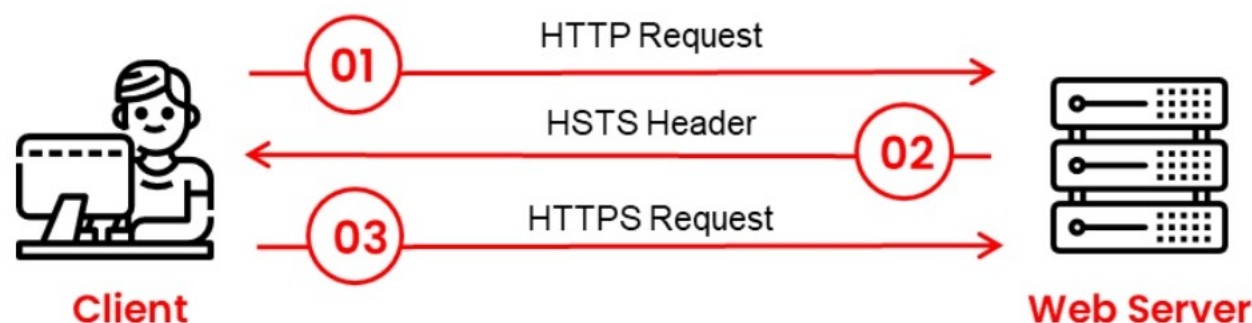 HTTP Request
01
HSTS Header
02
HTTPS Request
03
Client
Web Server